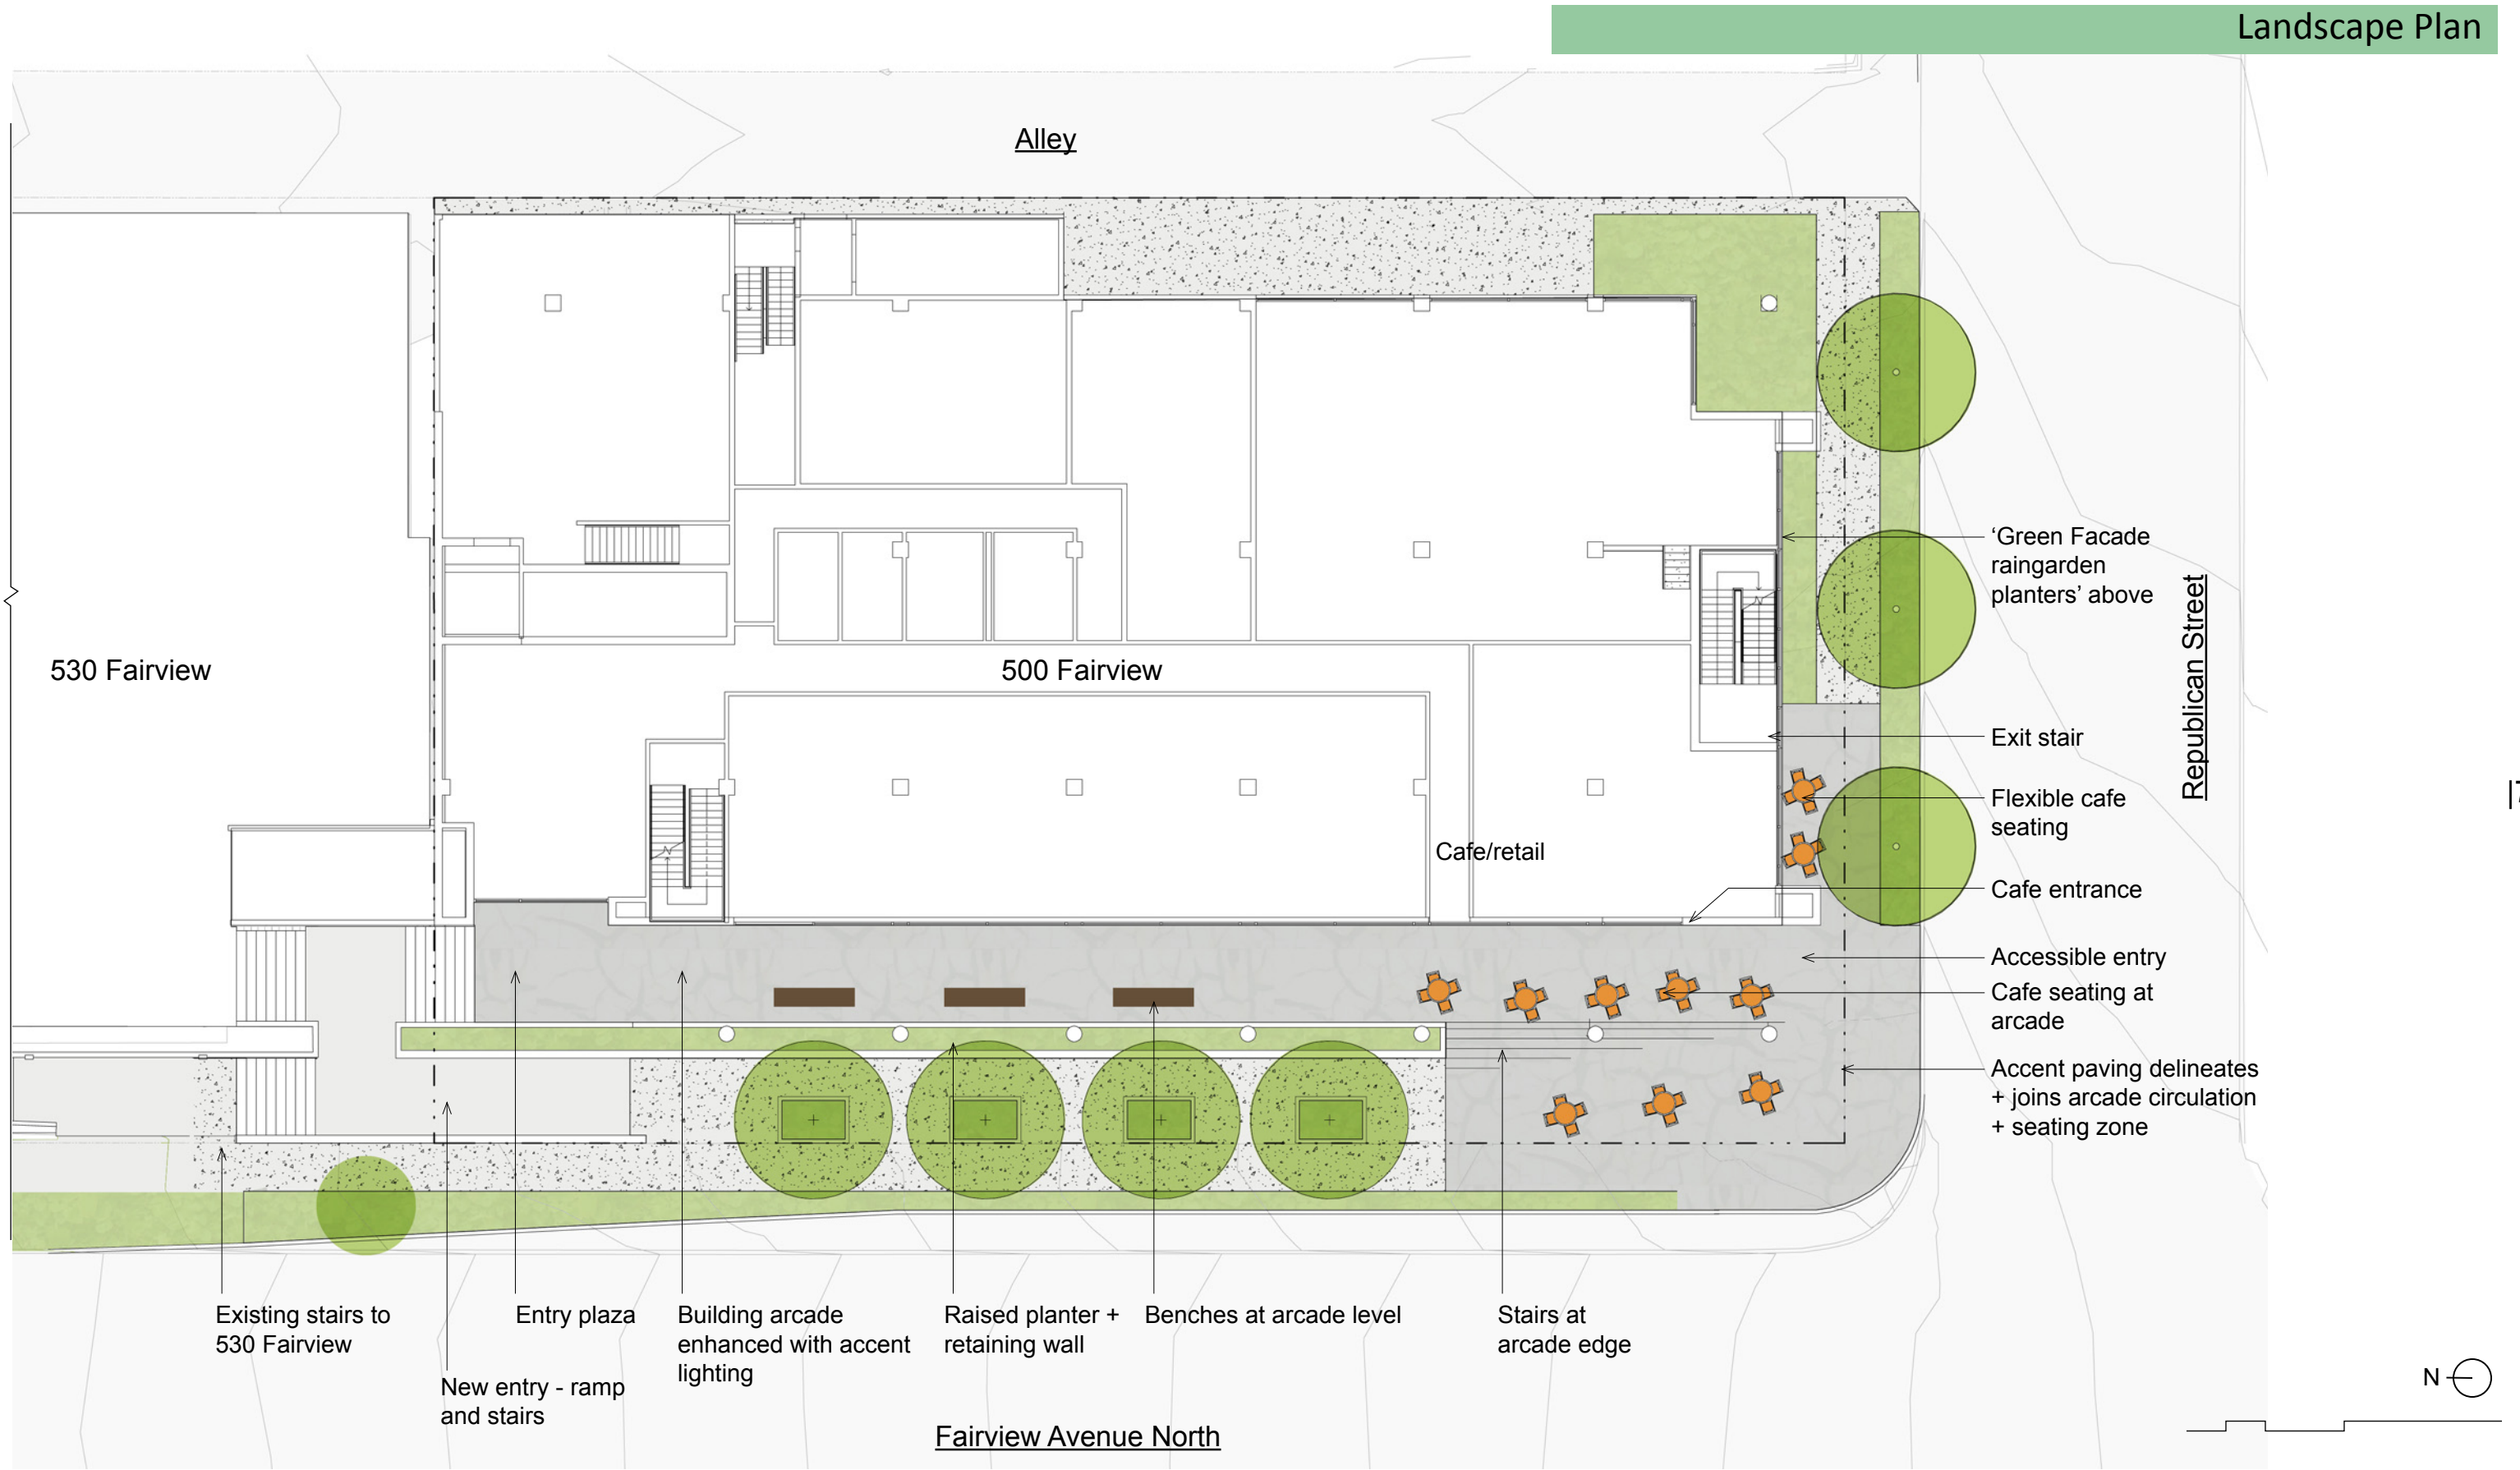 Landscape Plan
Alley
'Green Facade
raingarden
planters' above
Republican Street
530 Fairview
500 Fairview
Exit stair
Flexible cafe
seating
Cafe/retail
Cafe entrance
Accessible entry
Cafe seating at
arcade
Accent paving delineates
+ joins arcade circulation
+ seating zone
Existing stairs to
530 Fairview
New entry - ramp
and stairs
Entry plaza
Building arcade
enhanced with accent
lighting
Raised planter +
retaining wall
Benches at arcade level
Stairs at
arcade edge
N
Fairview Avenue North